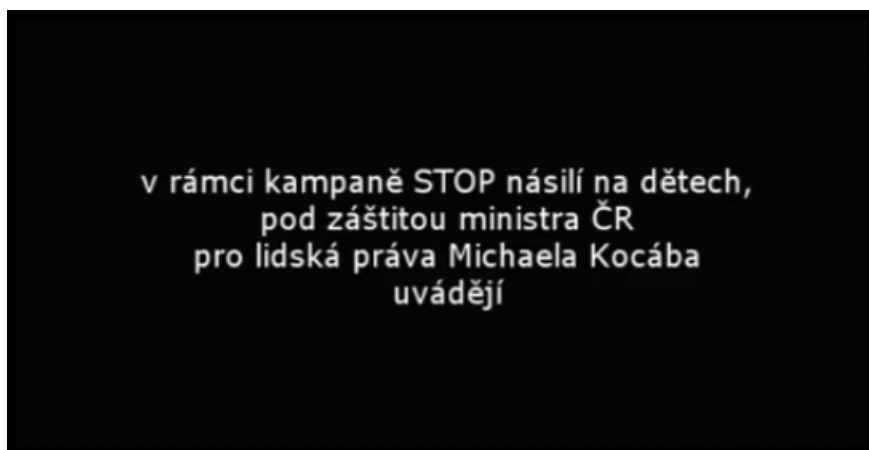 v rámci kampaně STOP násilí na dětech,
pod záštitou ministra ČR
pro lidská práva Michaela Kocába
uvádějí